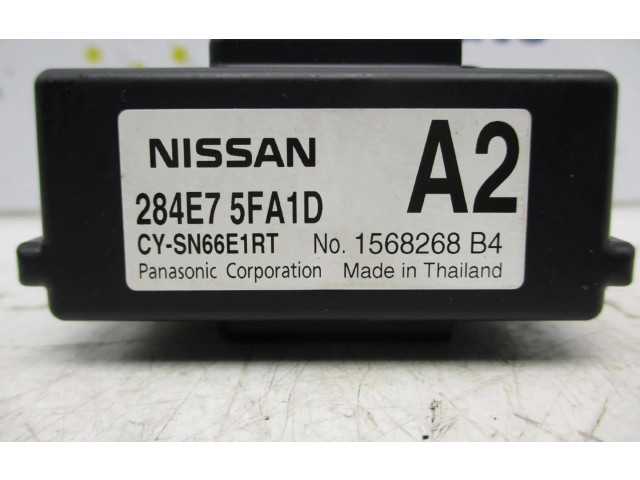 NISSAN A2
284E7 5FA1D
CY-SN66E1RT No. 1568268 B4
Panasonic Corporation Made in Thailand